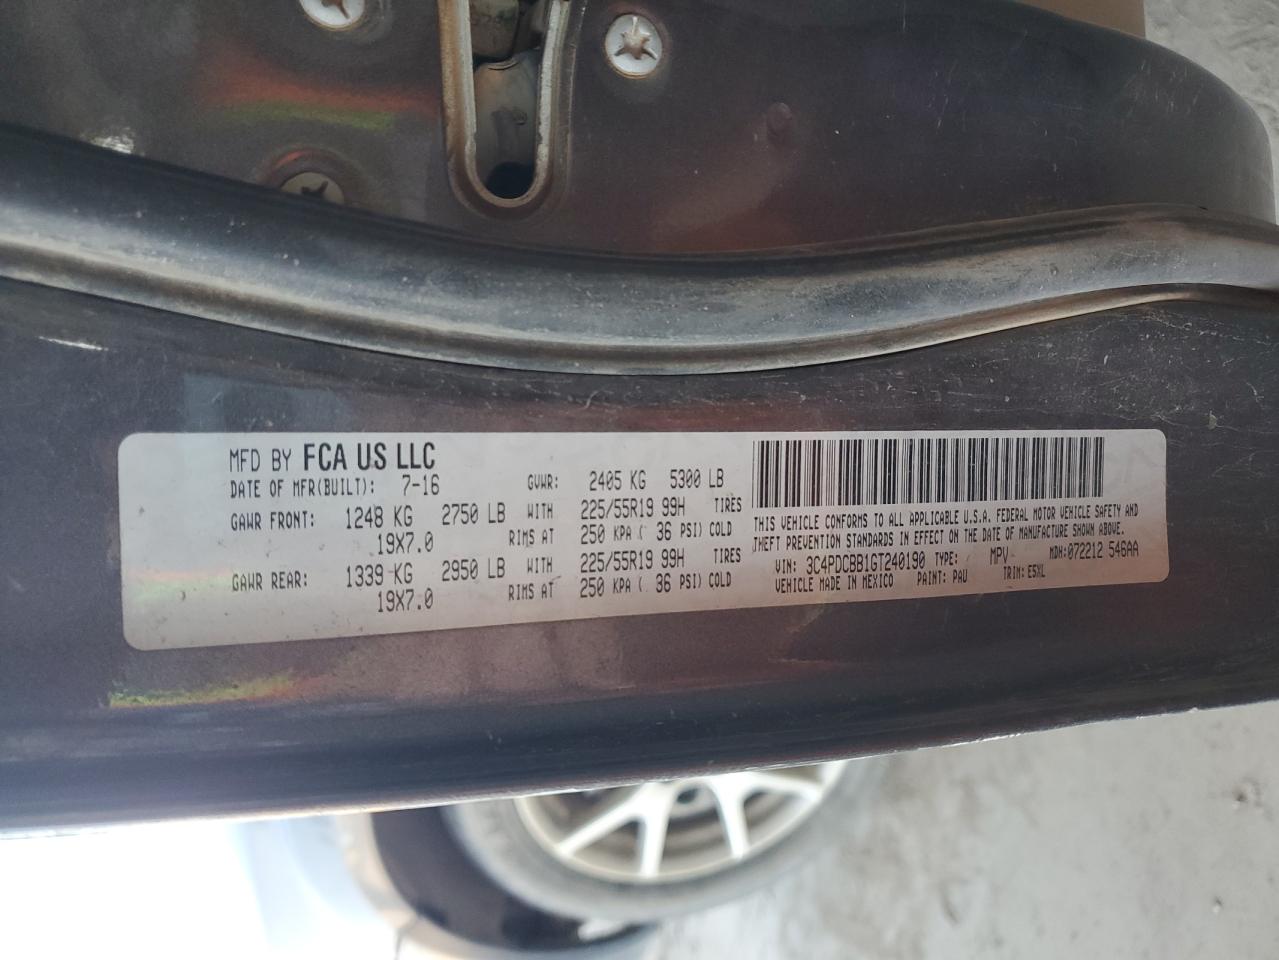 MFD BY FCA US LLC
DATE OF MFR(BUILT): 7-16 GVWR: 2405 KG 5300 LB
GAWR FRONT: 1248 KG 2750 LB WITH 225/55R19 99H TIRES
19X7.0 RIMS AT 250 KPA ( 36 PSI) COLD
GAWR REAR: 1339 KG 2950 LB WITH 225/55R19 99H TIRES
19X7.0 RIMS AT 250 KPA ( 36 PSI) COLD
THIS VEHICLE CONFORMS TO ALL APPLICABLE U.S.A. FEDERAL MOTOR VEHICLE SAFETY AND
THEFT PREVENTION STANDARDS IN EFFECT ON THE DATE OF MANUFACTURE SHOWN ABOVE.
VIN: 3C4PDCBB1GT240190 TYPE: MPV MDH:072212 546AA
VEHICLE MADE IN MEXICO PAINT: PAU TRIM: E5XL